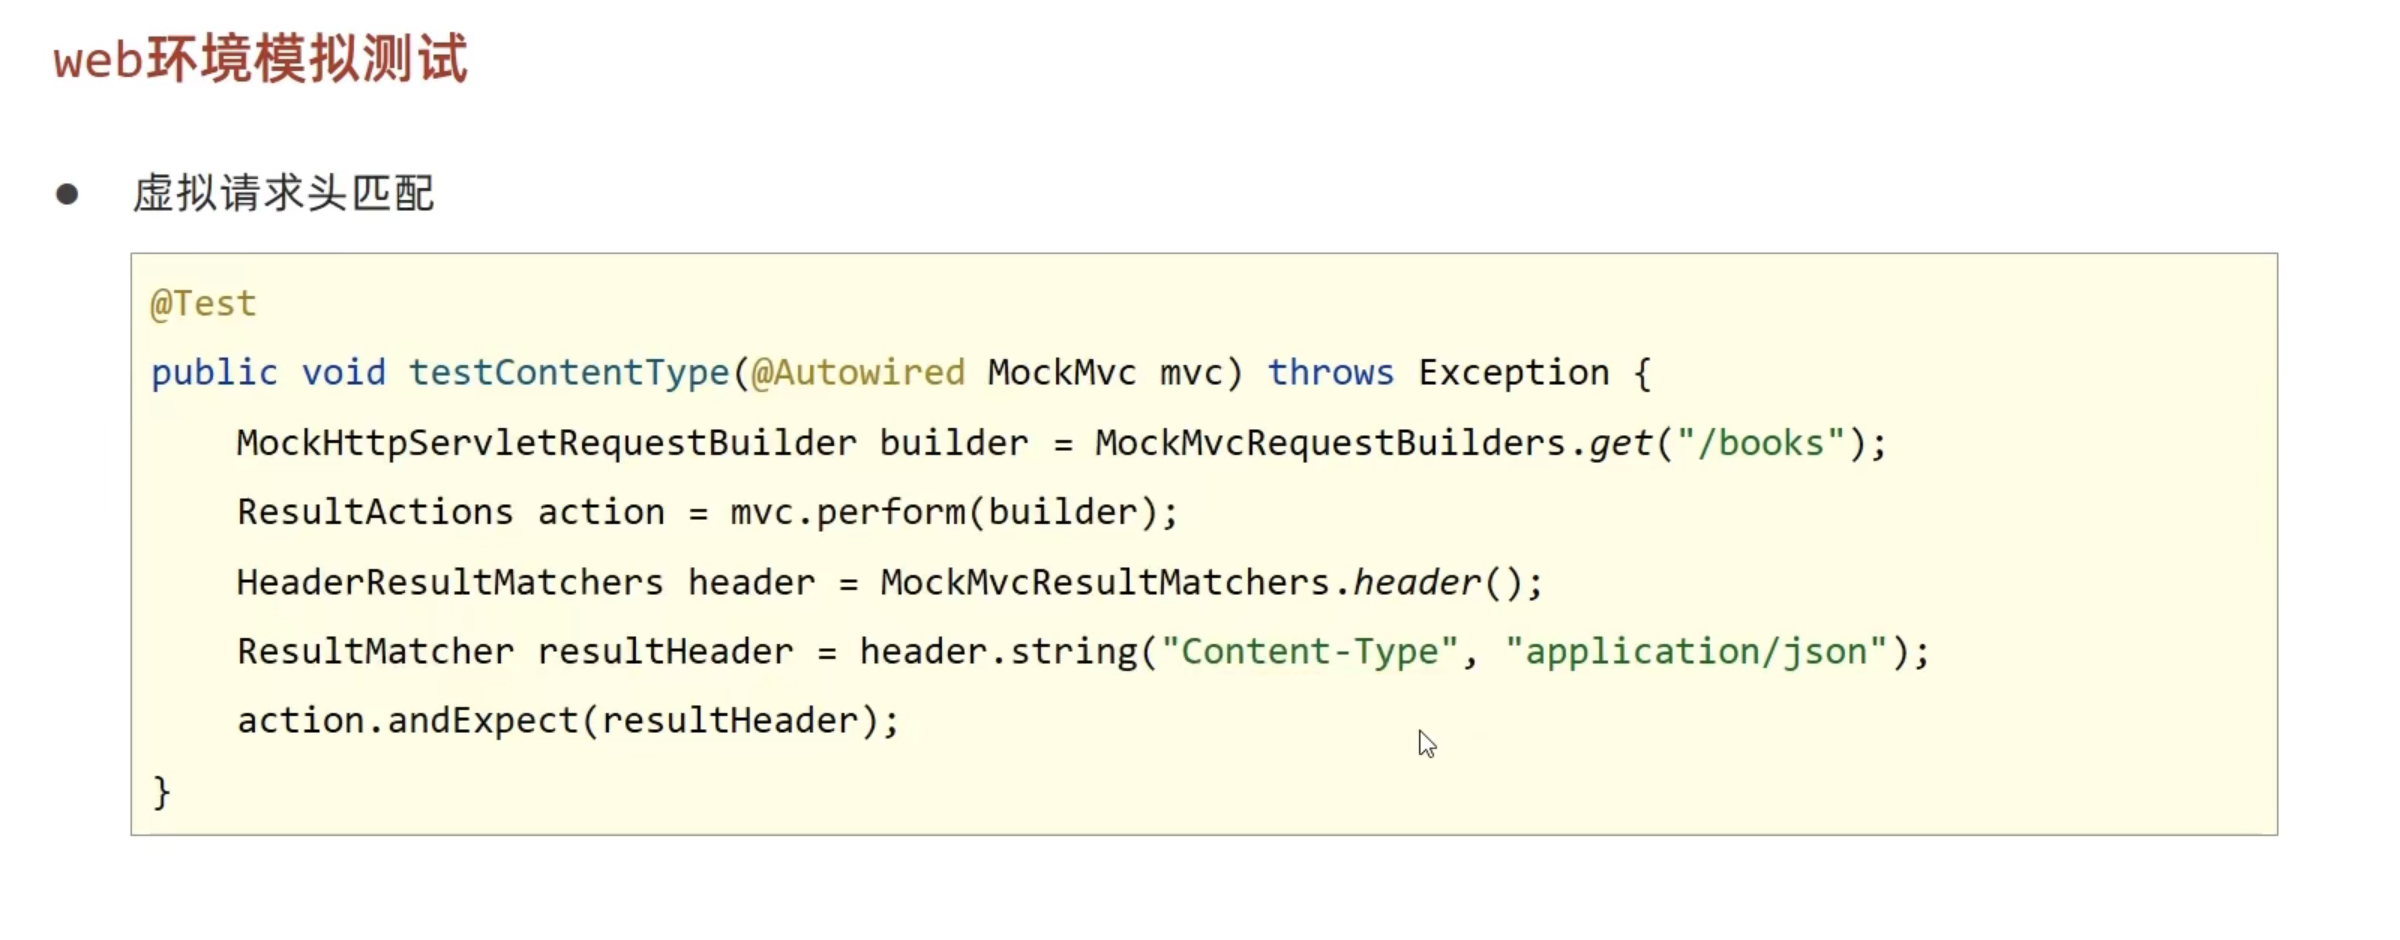 web环境模拟测试
● 虚拟请求头匹配
@Test
public void testContentType(@Autowired MockMvc mvc) throws Exception {
    MockHttpServletRequestBuilder builder = MockMvcRequestBuilders.get("/books");
    ResultActions action = mvc.perform(builder);
    HeaderResultMatchers header = MockMvcResultMatchers.header();
    ResultMatcher resultHeader = header.string("Content-Type", "application/json");
    action.andExpect(resultHeader);
}